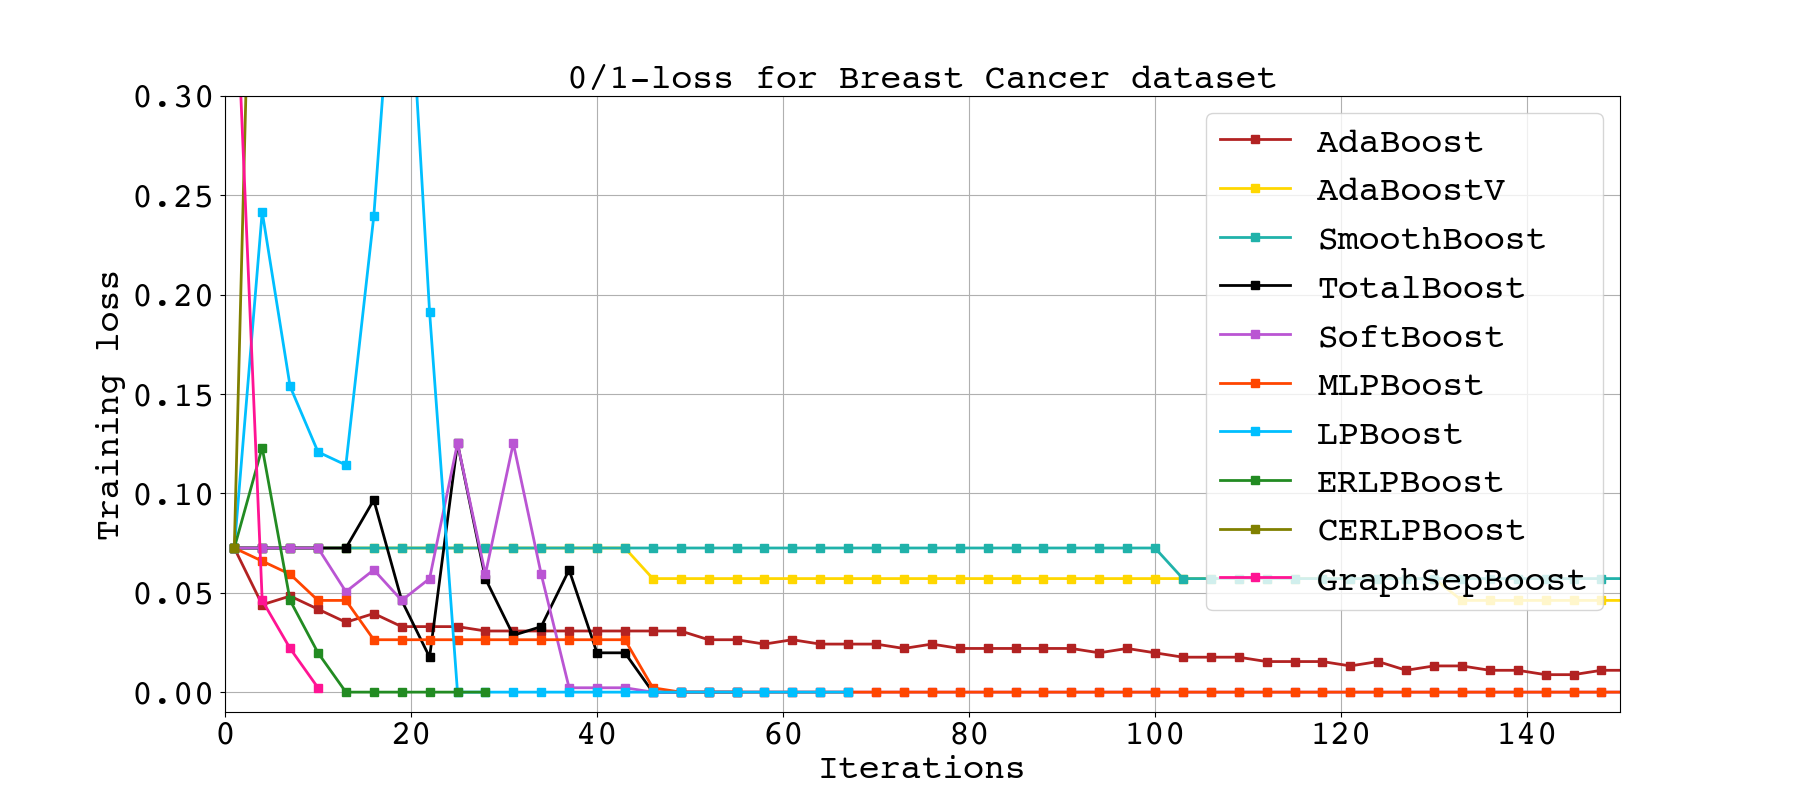 0/1-loss for Breast Cancer dataset
0.30
0.25
0.20
0.15
0.10
0.05
0.00
Training loss
0 20 40 60 80 100 120 140
Iterations
AdaBoost
AdaBoostV
SmoothBoost
TotalBoost
SoftBoost
MLPBoost
LPBoost
ERLPBoost
CERLPBoost
GraphSepBoost